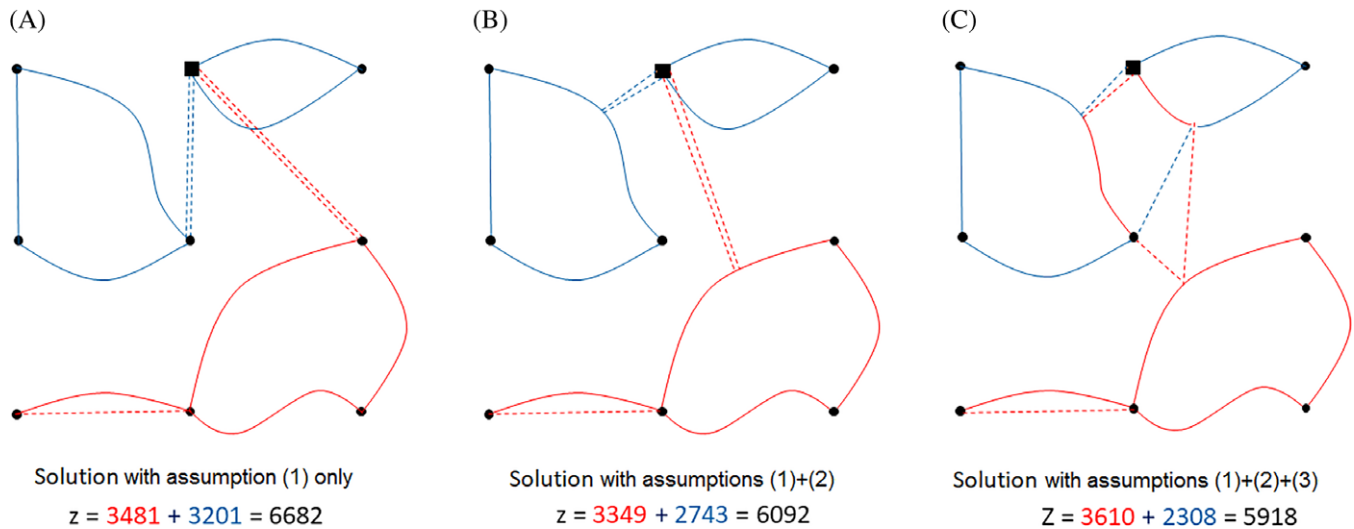 (A)
(B)
(C)
Solution with assumption (1) only
z = 3481 + 3201 = 6682
Solution with assumptions (1)+(2)
z = 3349 + 2743 = 6092
Solution with assumptions (1)+(2)+(3)
Z = 3610 + 2308 = 5918